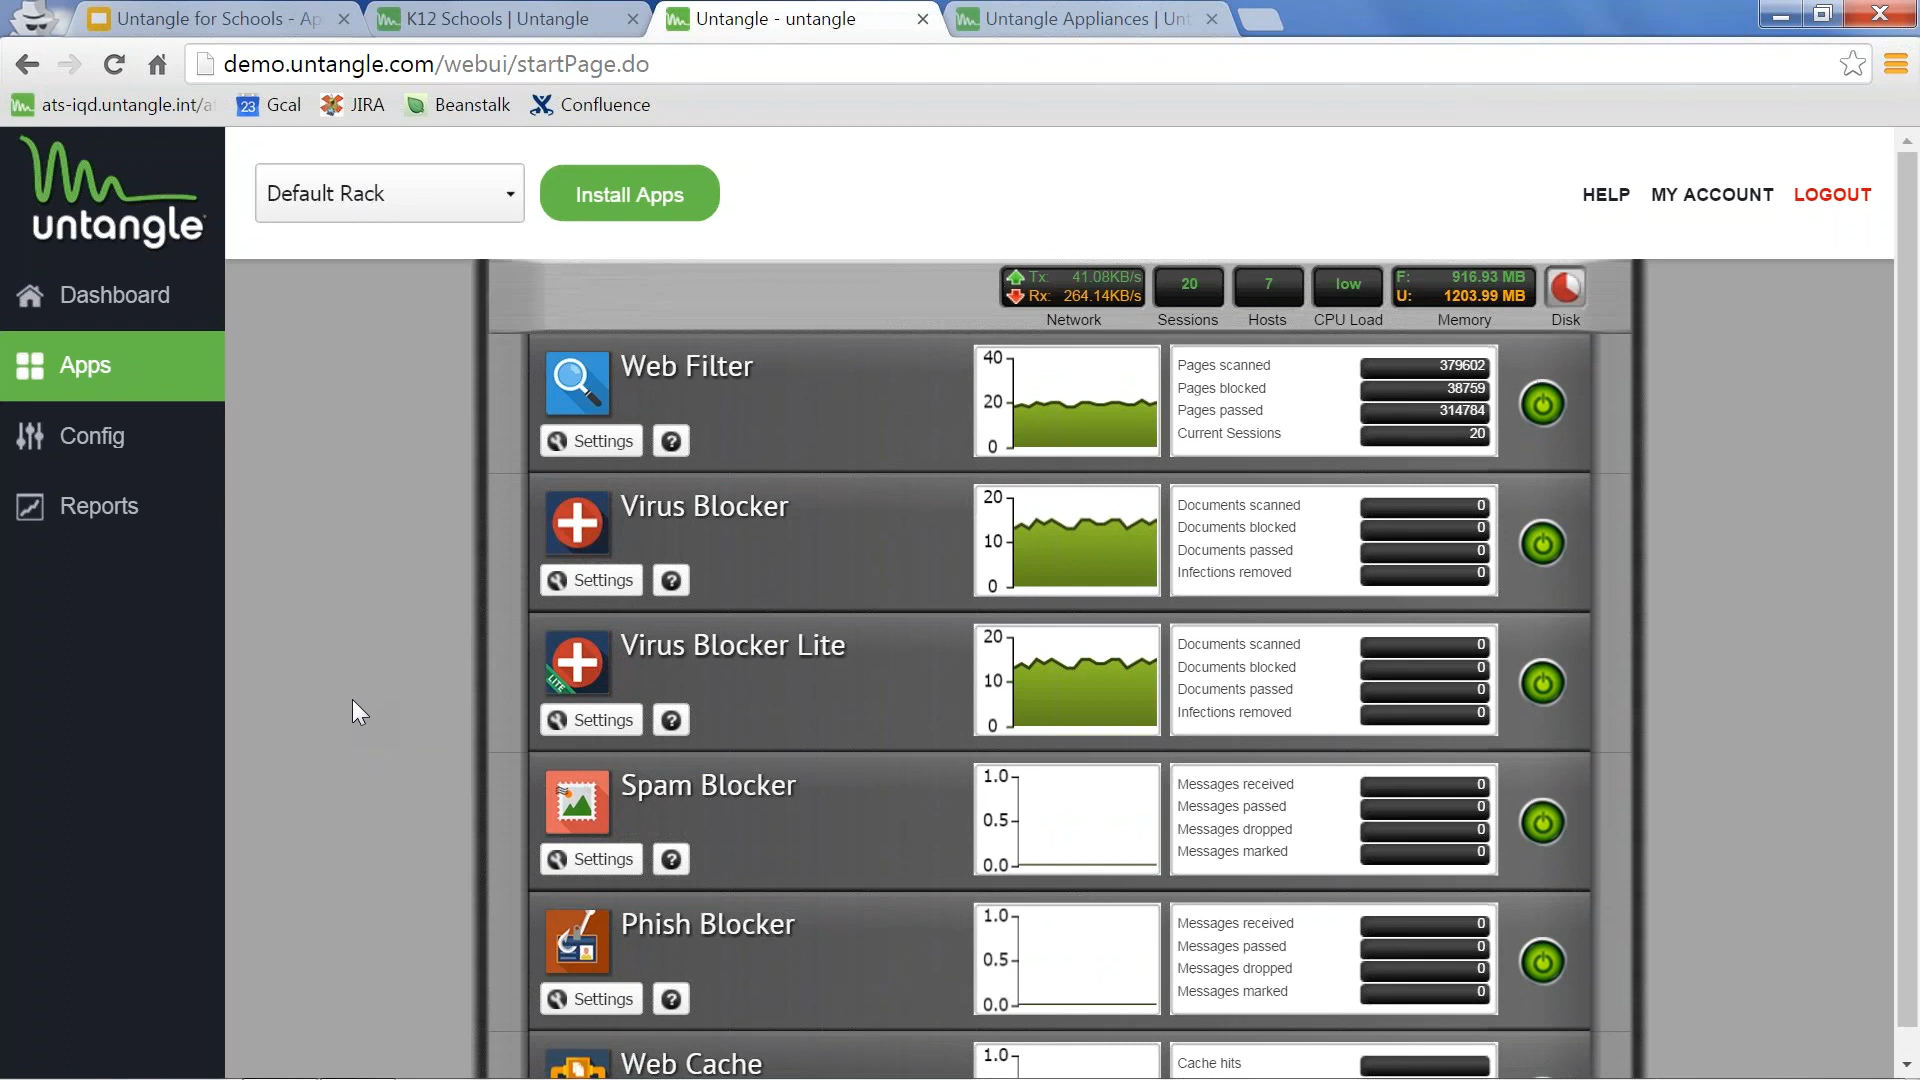 Untangle for Schools - Ap
K12 Schools | Untangle
Untangle - untangle
Untangle Appliances | Unt
demo.untangle.com/webui/startPage.do
ats-iqd.untangle.int/a
23
Gcal
JIRA
Beanstalk
Confluence
untangle
Default Rack
Install Apps
HELP
MY ACCOUNT
LOGOUT
Dashboard
Apps
Config
Reports
Tx: 41.08KB/s
Rx: 264.14KB/s
Network
20
Sessions
7
Hosts
low
CPU Load
F: 916.93 MB
U: 1203.99 MB
Memory
Disk
Web Filter
Settings
?
40
20
0
Pages scanned 379602
Pages blocked 38759
Pages passed 314784
Current Sessions 20
Virus Blocker
Settings
?
20
10
0
Documents scanned 0
Documents blocked 0
Documents passed 0
Infections removed 0
Virus Blocker Lite
LITE
Settings
?
20
10
0
Documents scanned 0
Documents blocked 0
Documents passed 0
Infections removed 0
Spam Blocker
Settings
?
1.0
0.5
0.0
Messages received 0
Messages passed 0
Messages dropped 0
Messages marked 0
Phish Blocker
Settings
?
1.0
0.5
0.0
Messages received 0
Messages passed 0
Messages dropped 0
Messages marked 0
Web Cache
1.0
Cache hits